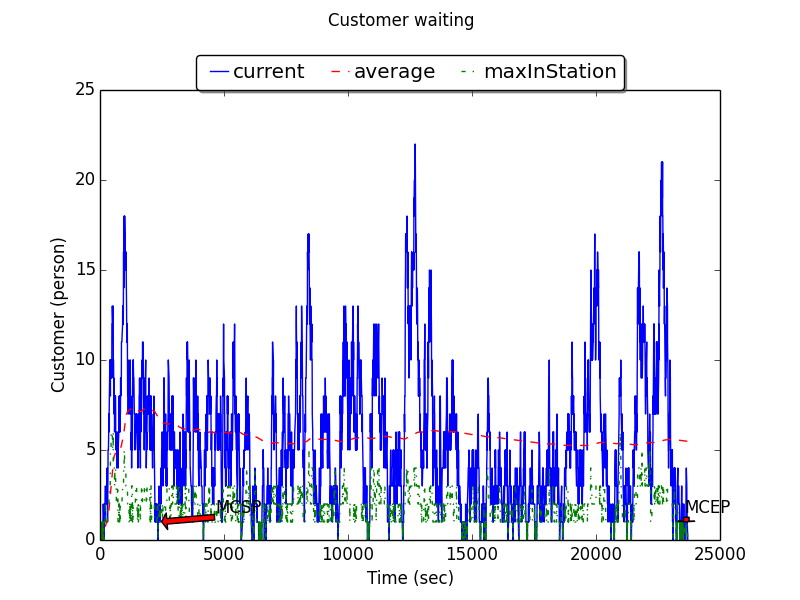 Customer waiting
current average maxInStation
25
20
15
10
5
0
Customer (person)
MCSP
MCEP
0 5000 10000 15000 20000 25000
Time (sec)